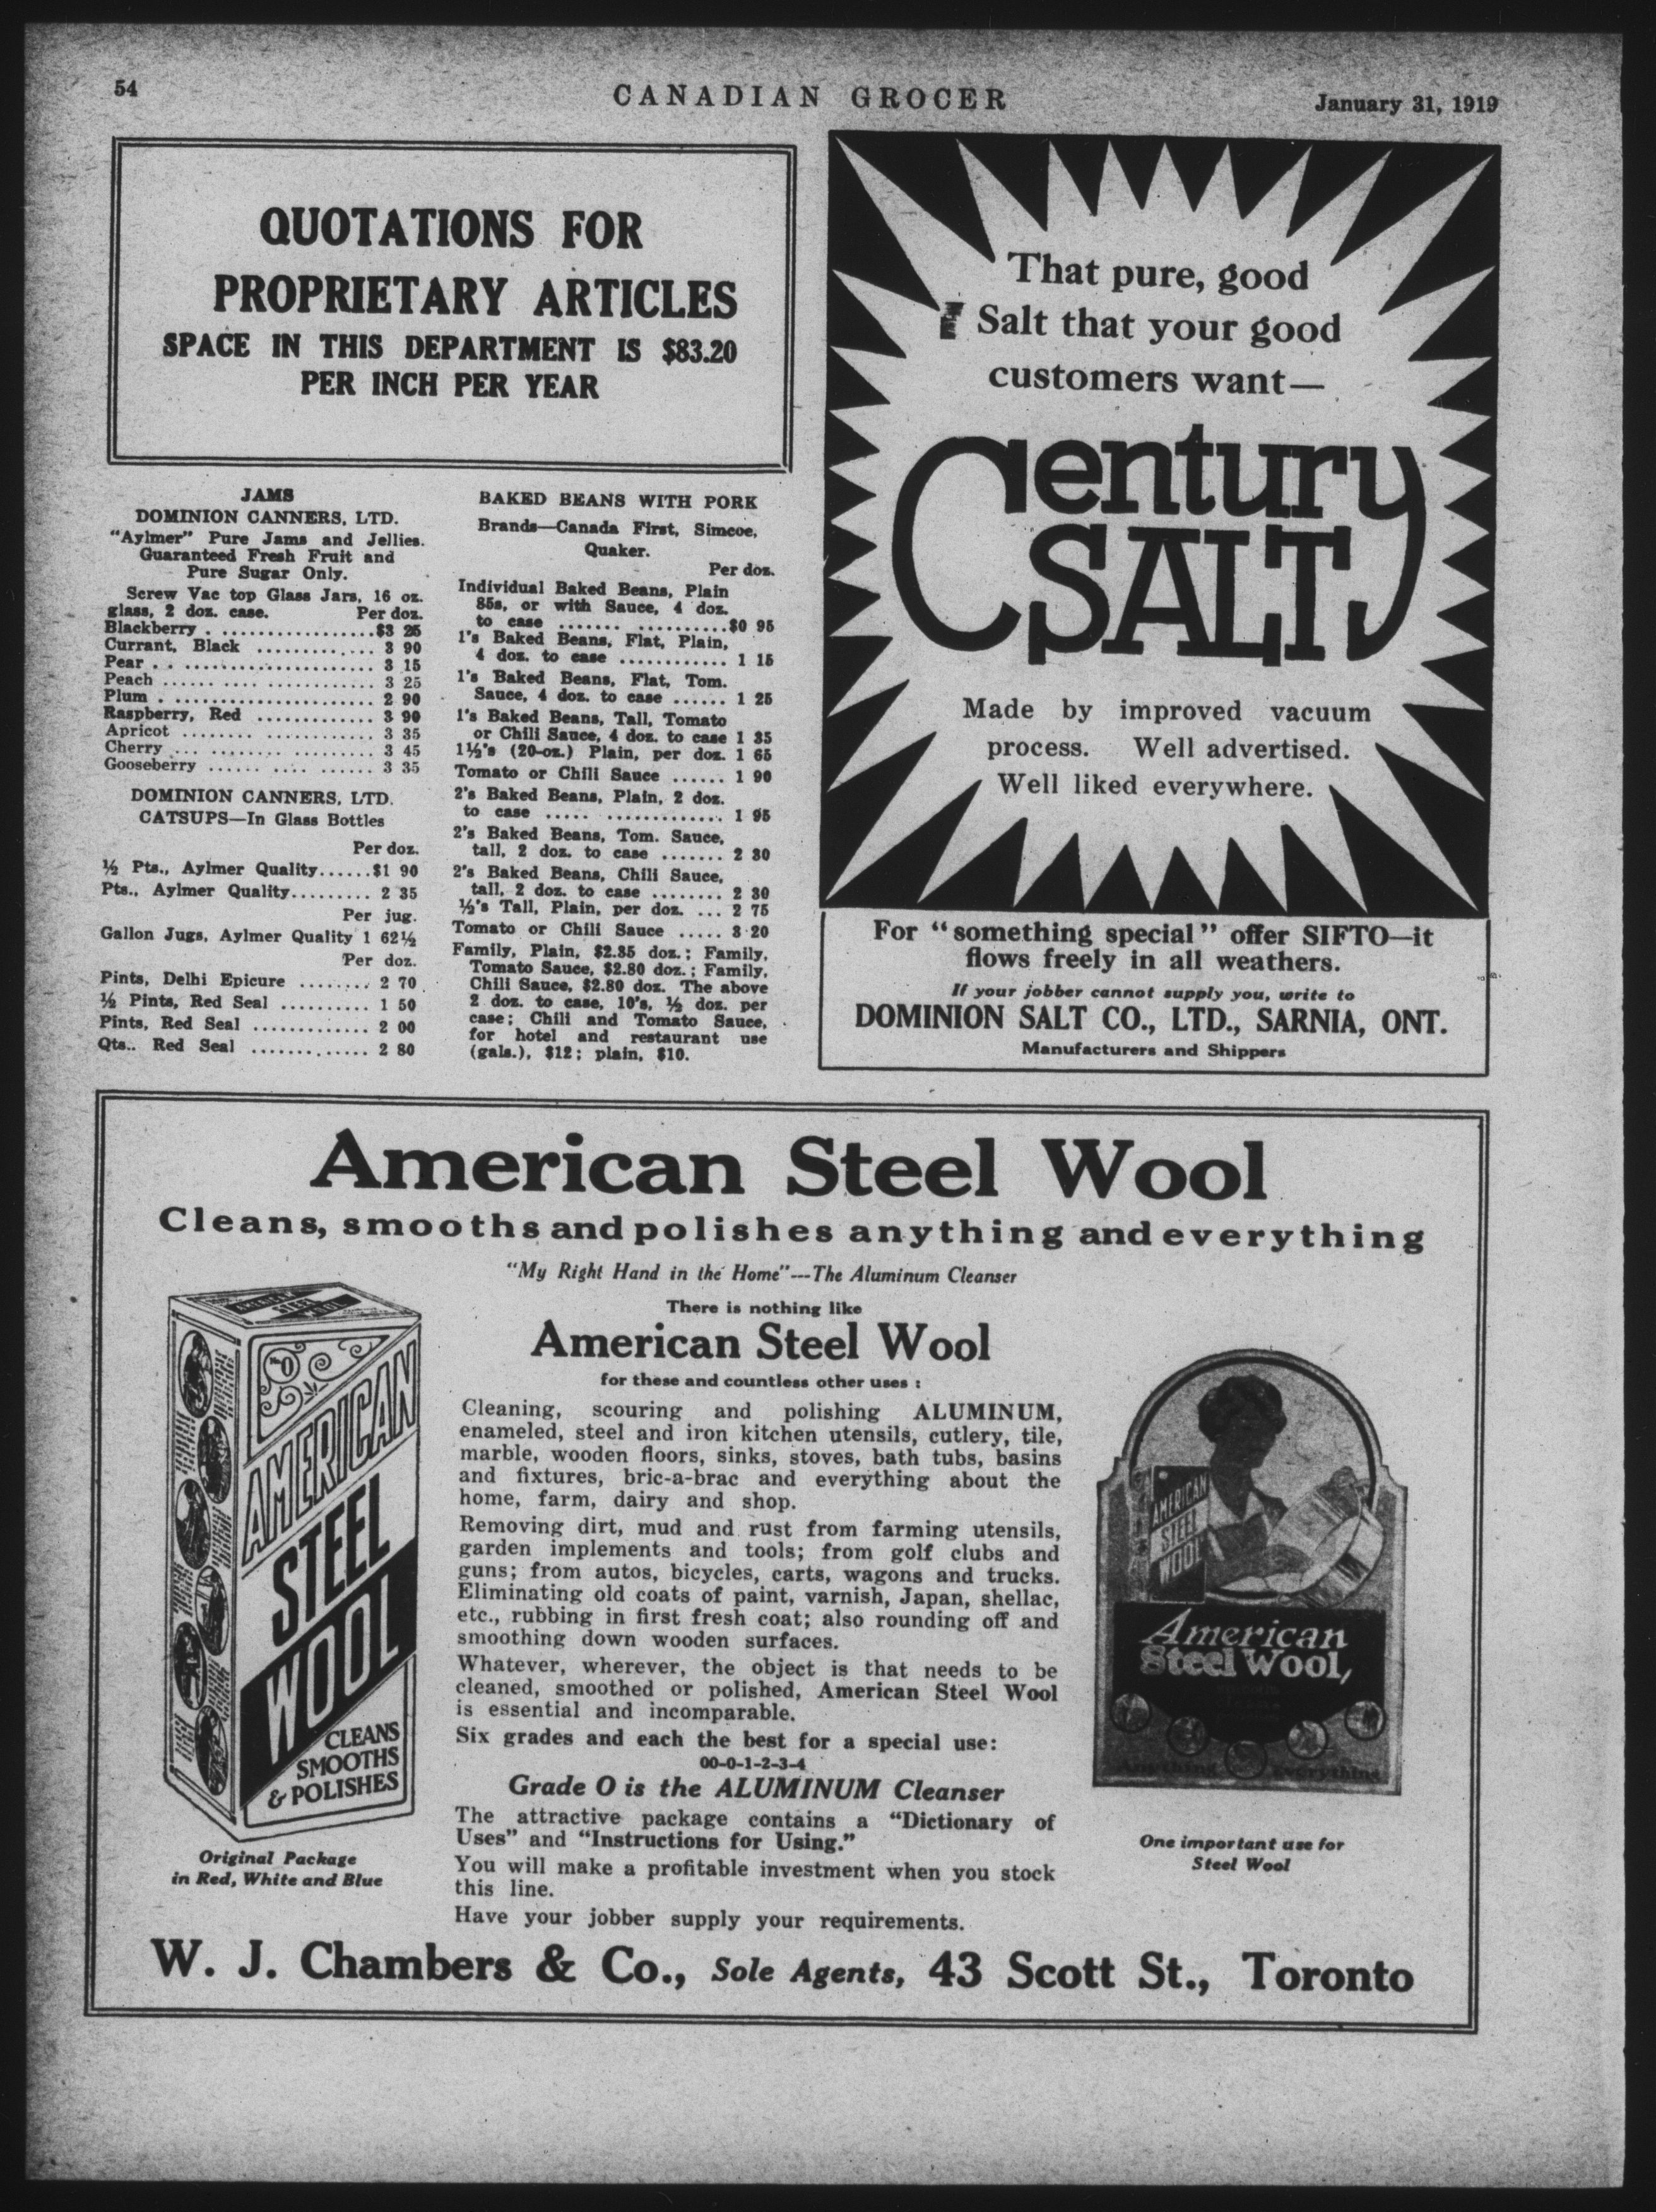 54
CANADIAN GROCER
January 31, 1919
QUOTATIONS FOR
PROPRIETARY ARTICLES
SPACE IN THIS DEPARTMENT IS $83.20
PER INCH PER YEAR
JAMS
DOMINION CANNERS, LTD.
"Aylmer" Pure Jams and Jellies.
Guaranteed Fresh Fruit and
Pure Sugar Only.
Screw Vac top Glass Jars, 16 oz.
glass, 2 doz. case. Per doz.
Blackberry . .................$3 25
Currant, Black ............. 3 90
Pear . . ...................... 3 15
Peach ...... .... ............ 3 25
Plum . ....................... 2 90
Raspberry, Red ............. 3 90
Apricot ........ ............ 3 35
Cherry ... ......... ......... 3 45
Gooseberry ...... .... ...... 3 35
DOMINION CANNERS, LTD.
CATSUPS—In Glass Bottles
Per doz.
½ Pts., Aylmer Quality......$1 90
Pts., Aylmer Quality......... 2 35
Per jug.
Gallon Jugs, Aylmer Quality 1 62½
Per doz.
Pints, Delhi Epicure ........ 2 70
½ Pints, Red Seal .......... 1 50
Pints, Red Seal ............. 2 00
Qts.. Red Seal ............. 2 80
BAKED BEANS WITH PORK
Brands—Canada First, Simcoe,
Quaker.
Per doz.
Individual Baked Beans, Plain
85s, or with Sauce, 4 doz.
to case ....... ..........$0 95
1's Baked Beans, Flat, Plain,
4 doz. to case ............ 1 15
1's Baked Beans, Flat, Tom.
Sauce, 4 doz. to case ...... 1 25
1's Baked Beans, Tall, Tomato
or Chili Sauce, 4 doz. to case 1 35
1½'s (20-oz.) Plain, per doz. 1 65
Tomato or Chili Sauce ...... 1 90
2's Baked Beans, Plain, 2 doz.
to case ..... ............. 1 95
2's Baked Beans, Tom. Sauce,
tall, 2 doz. to case ....... 2 30
2's Baked Beans, Chili Sauce,
tall, 2 doz. to case ........ 2 30
½'s Tall, Plain, per doz. ... 2 75
Tomato or Chili Sauce ..... 3 20
Family, Plain, $2.35 doz.; Family,
Tomato Sauce, $2.80 doz.; Family,
Chili Sauce, $2.80 doz. The above
2 doz. to case, 10's, ½ doz. per
case; Chili and Tomato Sauce,
for hotel and restaurant use
(gals.), $12; plain, $10.
That pure, good
Salt that your good
customers want—
Century
SALT
Made by improved vacuum
process. Well advertised.
Well liked everywhere.
For "something special" offer SIFTO—it
flows freely in all weathers.
If your jobber cannot supply you, write to
DOMINION SALT CO., LTD., SARNIA, ONT.
Manufacturers and Shippers
American Steel Wool
Cleans, smooths and polishes anything and everything
"My Right Hand in the Home"---The Aluminum Cleanser
There is nothing like
American Steel Wool
for these and countless other uses :
Cleaning, scouring and polishing ALUMINUM,
enameled, steel and iron kitchen utensils, cutlery, tile,
marble, wooden floors, sinks, stoves, bath tubs, basins
and fixtures, bric-a-brac and everything about the
home, farm, dairy and shop.
Removing dirt, mud and rust from farming utensils,
garden implements and tools; from golf clubs and
guns; from autos, bicycles, carts, wagons and trucks.
Eliminating old coats of paint, varnish, Japan, shellac,
etc., rubbing in first fresh coat; also rounding off and
smoothing down wooden surfaces.
Whatever, wherever, the object is that needs to be
cleaned, smoothed or polished, American Steel Wool
is essential and incomparable.
Six grades and each the best for a special use:
00-0-1-2-3-4
Grade O is the ALUMINUM Cleanser
The attractive package contains a "Dictionary of
Uses" and "Instructions for Using."
You will make a profitable investment when you stock
this line.
Have your jobber supply your requirements.
No 0
AMERICAN
STEEL
WOOL
CLEANS
SMOOTHS
& POLISHES
Original Package
in Red, White and Blue
AMERICAN
STEEL
WOOL
American
Steel Wool,
Anything everything
One important use for
Steel Wool
W. J. Chambers & Co., Sole Agents, 43 Scott St., Toronto